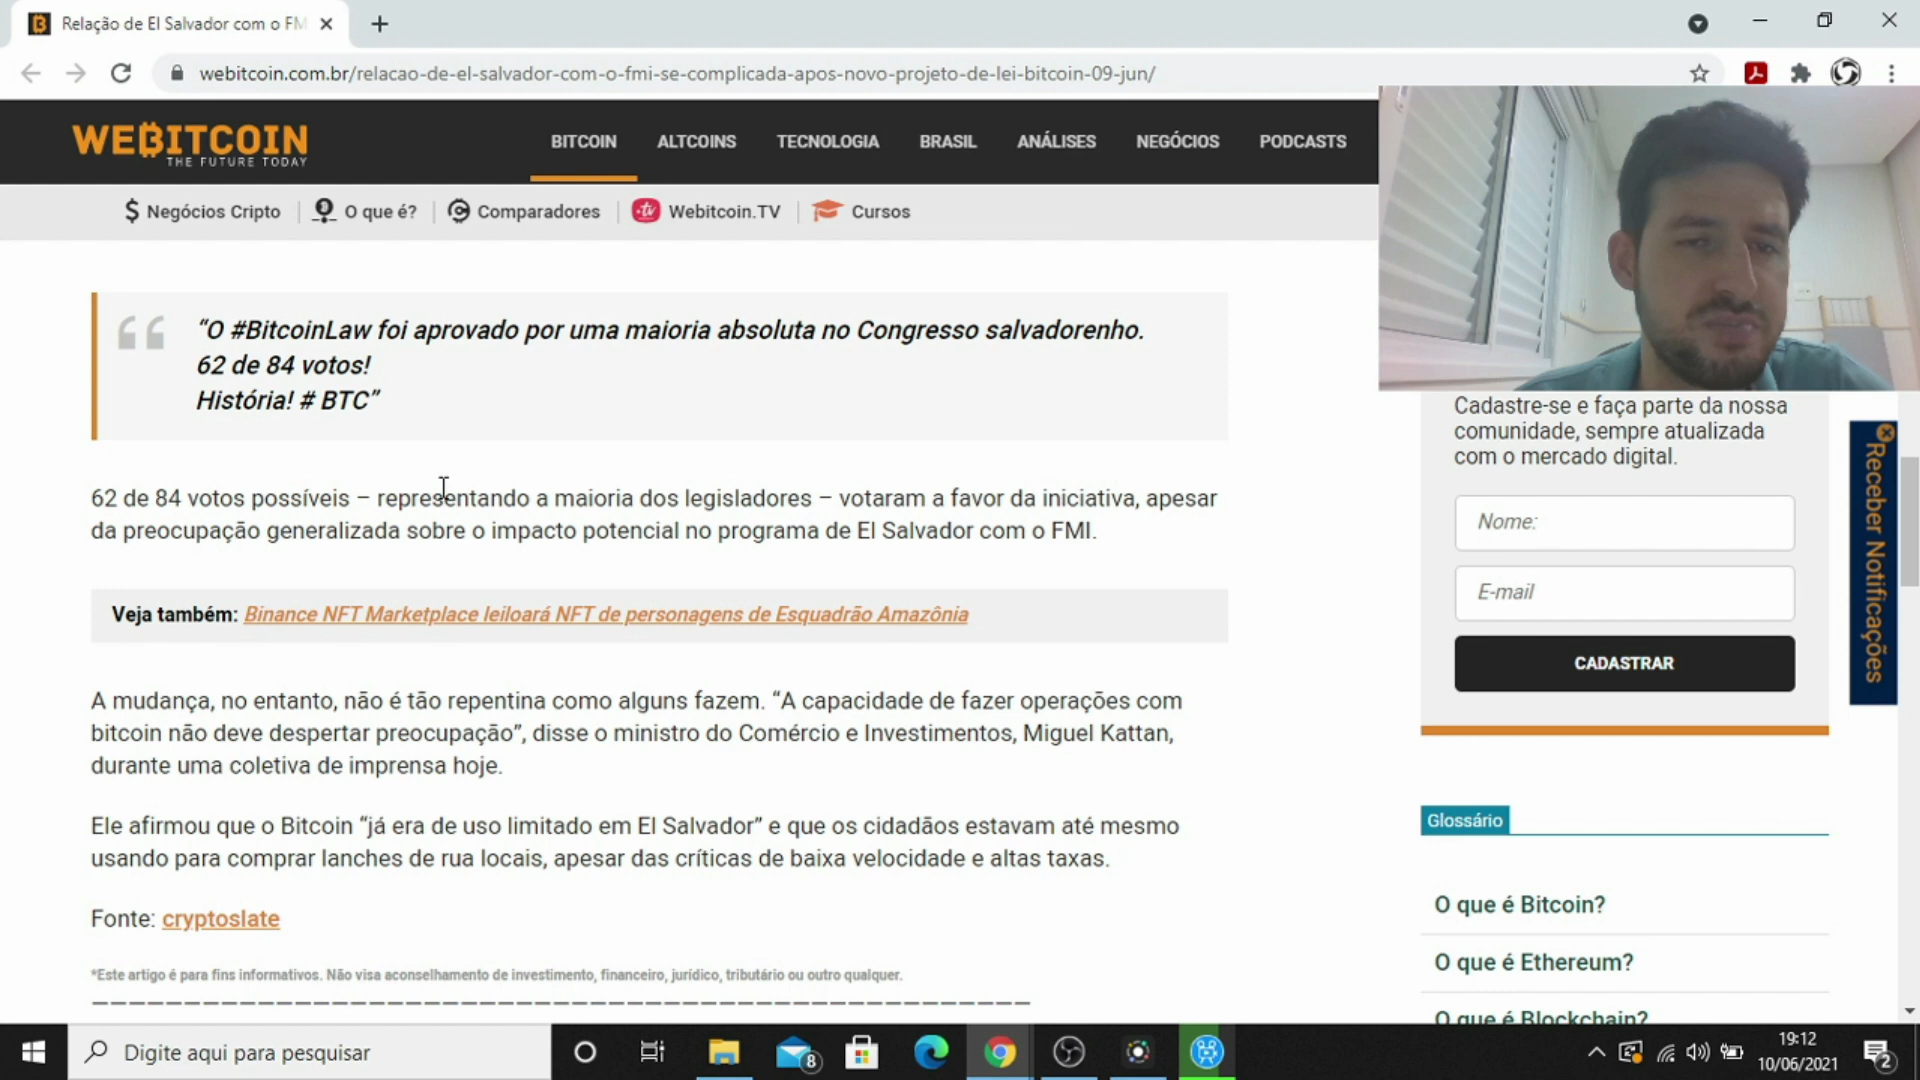 Relação de El Salvador com o FM
webitcoin.com.br/relacao-de-el-salvador-com-o-fmi-se-complicada-apos-novo-projeto-de-lei-bitcoin-09-jun/
WEBITCOIN
THE FUTURE TODAY
BITCOIN ALTCOINS TECNOLOGIA BRASIL ANÁLISES NEGÓCIOS PODCASTS
Negócios Cripto O que é? Comparadores Webitcoin.TV Cursos
“O #BitcoinLaw foi aprovado por uma maioria absoluta no Congresso salvadorenho.
62 de 84 votos!
História! # BTC”
62 de 84 votos possíveis – representando a maioria dos legisladores – votaram a favor da iniciativa, apesar
da preocupação generalizada sobre o impacto potencial no programa de El Salvador com o FMI.
Veja também: Binance NFT Marketplace leiloará NFT de personagens de Esquadrão Amazônia
A mudança, no entanto, não é tão repentina como alguns fazem. “A capacidade de fazer operações com
bitcoin não deve despertar preocupação”, disse o ministro do Comércio e Investimentos, Miguel Kattan,
durante uma coletiva de imprensa hoje.
Ele afirmou que o Bitcoin “já era de uso limitado em El Salvador” e que os cidadãos estavam até mesmo
usando para comprar lanches de rua locais, apesar das críticas de baixa velocidade e altas taxas.
Fonte: cryptoslate
*Este artigo é para fins informativos. Não visa aconselhamento de investimento, financeiro, jurídico, tributário ou outro qualquer.
Cadastre-se e faça parte da nossa
comunidade, sempre atualizada
com o mercado digital.
Nome:
E-mail
CADASTRAR
Receber Notificações
Glossário
O que é Bitcoin?
O que é Ethereum?
O que é Blockchain?
Digite aqui para pesquisar
8
19:12
10/06/2021
2